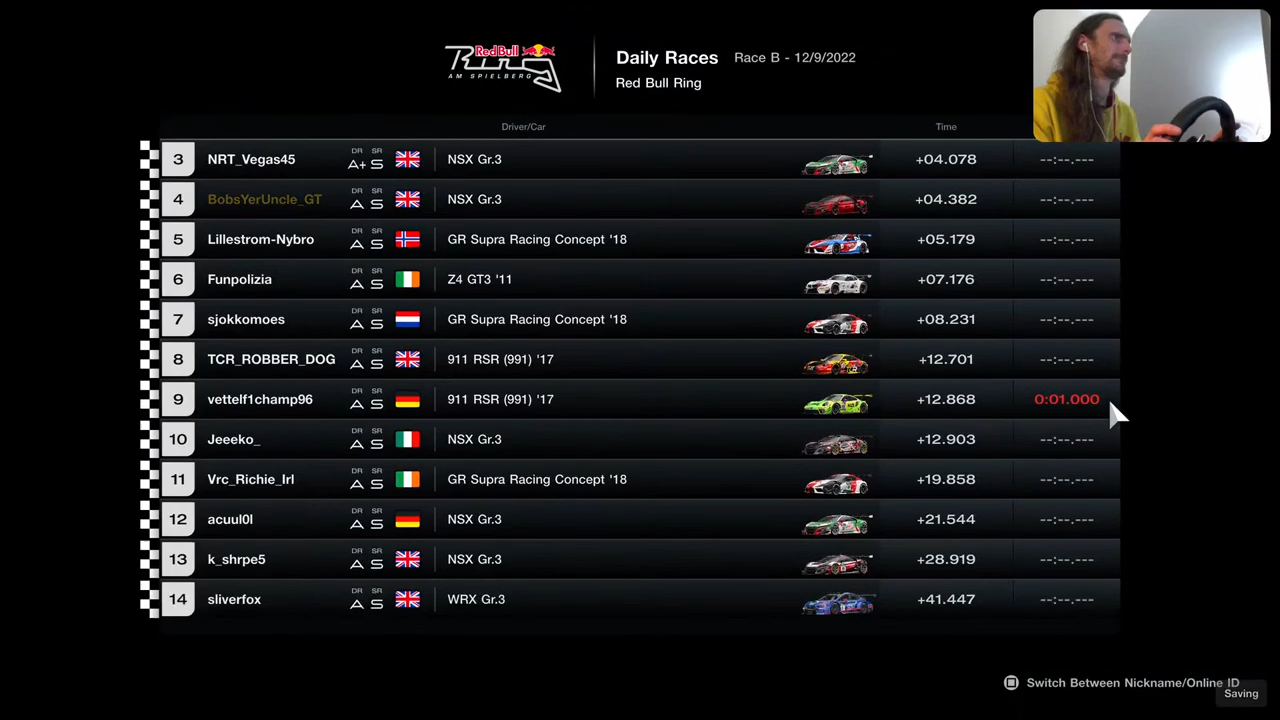 Red Bull
Ring
AM SPIELBERG
Daily Races Race B - 12/9/2022
Red Bull Ring
Driver/Car Time
3 NRT_Vegas45 DR A+ SR S NSX Gr.3 +04.078 --:--.---
4 BobsYerUncle_GT DR A SR S NSX Gr.3 +04.382 --:--.---
5 Lillestrom-Nybro DR A SR S GR Supra Racing Concept '18 +05.179 --:--.---
6 Funpolizia DR A SR S Z4 GT3 '11 +07.176 --:--.---
7 sjokkomoes DR A SR S GR Supra Racing Concept '18 +08.231 --:--.---
8 TCR_ROBBER_DOG DR A SR S 911 RSR (991) '17 +12.701 --:--.---
9 vettelf1champ96 DR A SR S 911 RSR (991) '17 +12.868 0:01.000
10 Jeeeko_ DR A SR S NSX Gr.3 +12.903 --:--.---
11 Vrc_Richie_Irl DR A SR S GR Supra Racing Concept '18 +19.858 --:--.---
12 acuul0l DR A SR S NSX Gr.3 +21.544 --:--.---
13 k_shrpe5 DR A SR S NSX Gr.3 +28.919 --:--.---
14 sliverfox DR A SR S WRX Gr.3 +41.447 --:--.---
Switch Between Nickname/Online ID
Saving